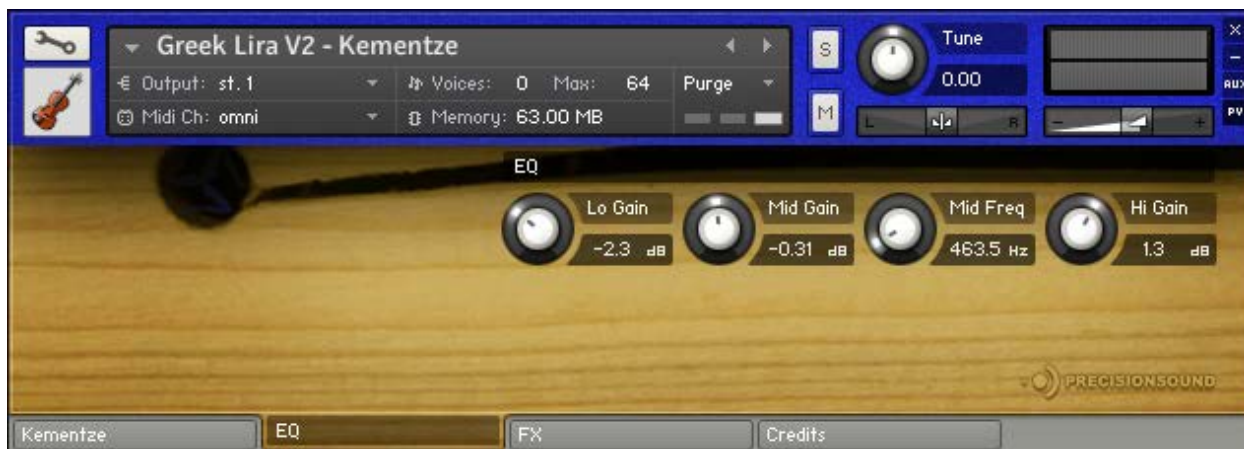 Greek Lira V2 - Kementze
Output: st. 1
Voices: 0 Max: 64
Purge
Midi Ch: omni
Memory: 63.00 MB
S
M
Tune
0.00
L
R
-
+
×
-
AUX
PV
EQ
Lo Gain
-2.3 dB
Mid Gain
-0.31 dB
Mid Freq
463.5 Hz
Hi Gain
1.3 dB
PRECISIONSOUND
Kementze
EQ
FX
Credits